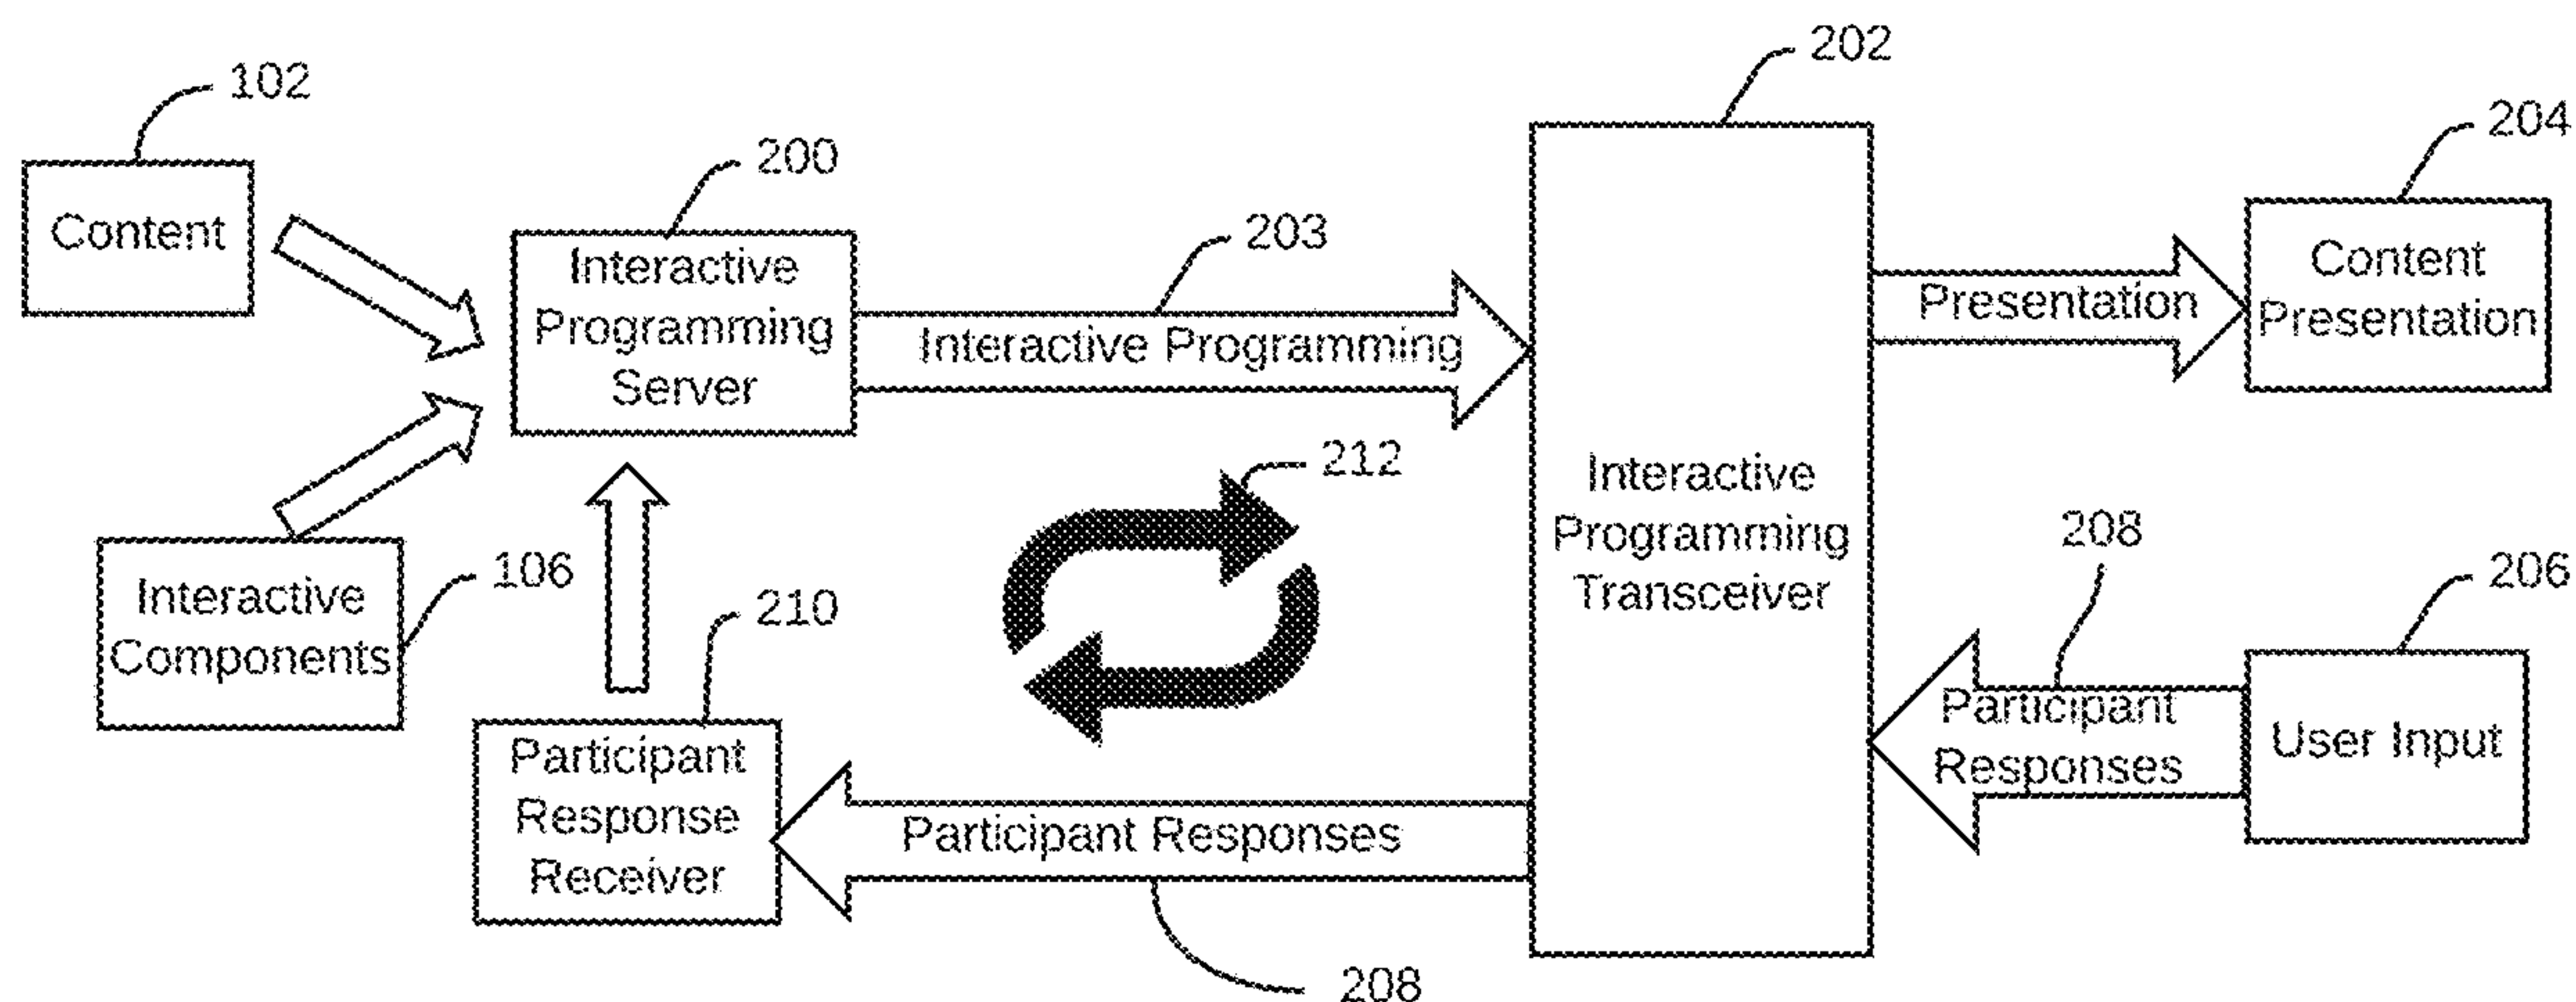 202
102
204
200
Content
203
Interactive
Programming
Server
Content
Presentation
Presentation
Interactive Programming
212
Interactive
Programming
Transceiver
208
106
206
Interactive
Components
210
Participant
Responses
User Input
Participant
Response
Receiver
Participant Responses
208